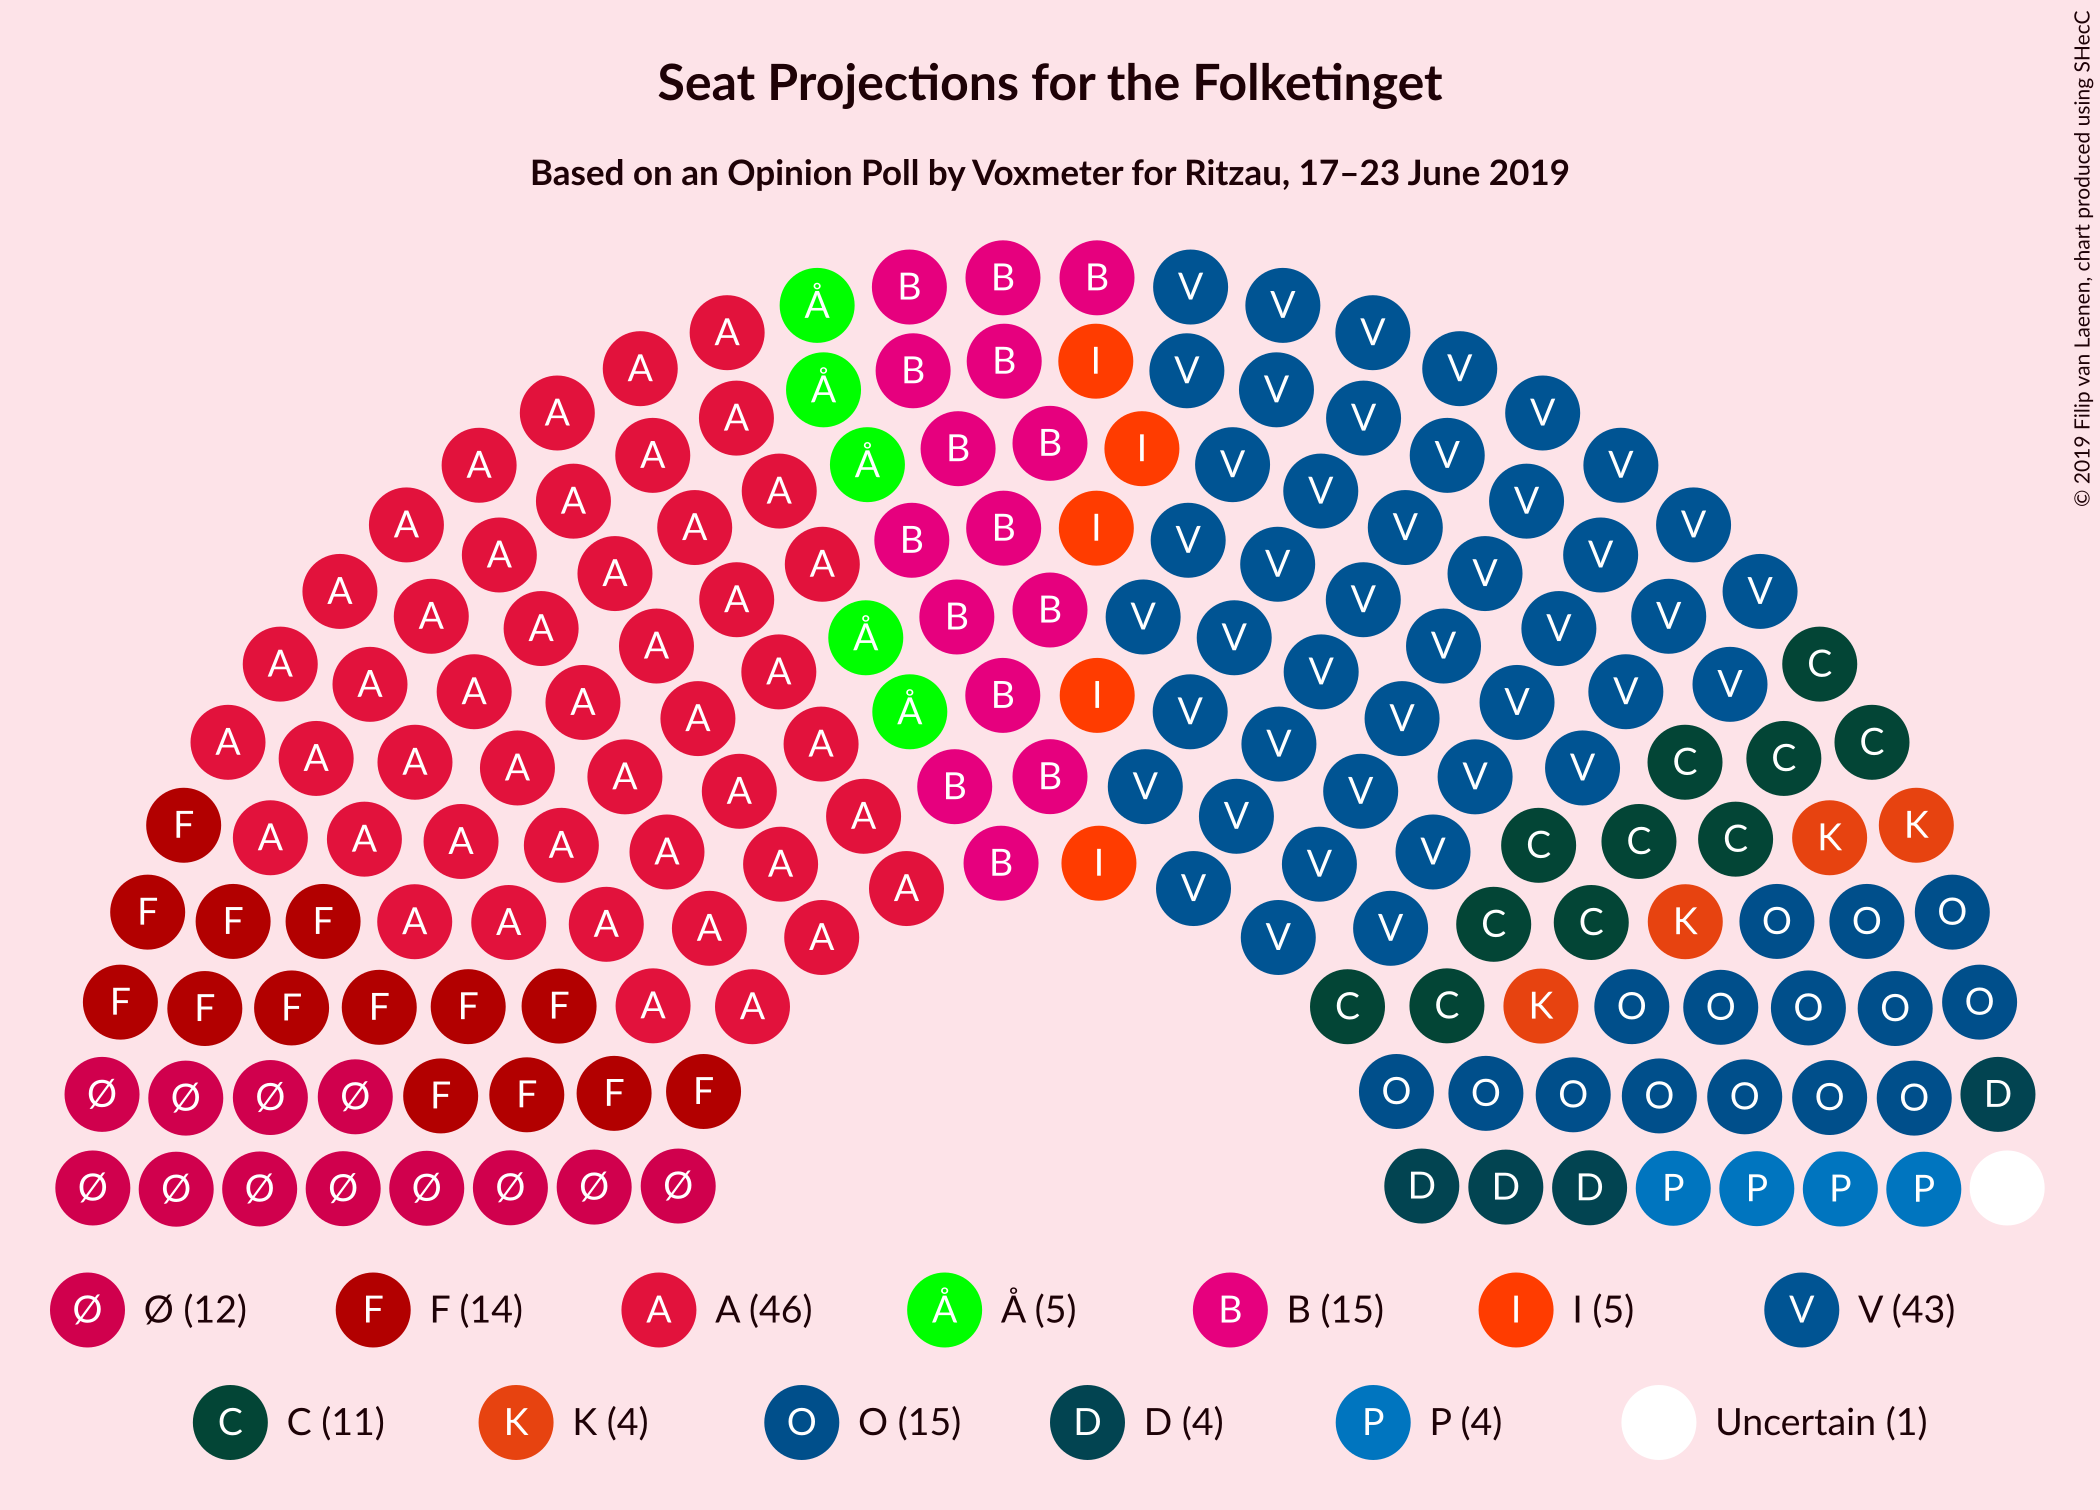 Seat Projections for the Folketinget
Based on an Opinion Poll by Voxmeter for Ritzau, 17–23 June 2019
© 2019 Filip van Laenen, chart produced using SHecC
B B B
Å V V
A V
A B B I V
Å V
A A V V
A B B I V
Å V V
A A A V V V
A B B I V
A A A V V V
A A A V V V
A Å B B V V
A A A A V V V V
A A A Å B I V V V V
A A A A A V V V V C
A A A A A A B B V V V V V C C C
F A A A A A A A B I V V V C C C K K
F F F A A A A A A V V C C K O O O
F F F F F F A A C C K O O O O O
Ø Ø Ø Ø F F F F O O O O O O O D
Ø Ø Ø Ø Ø Ø Ø Ø D D D P P P P
Ø Ø (12) F F (14) A A (46) Å Å (5) B B (15) I I (5) V V (43)
C C (11) K K (4) O O (15) D D (4) P P (4) Uncertain (1)